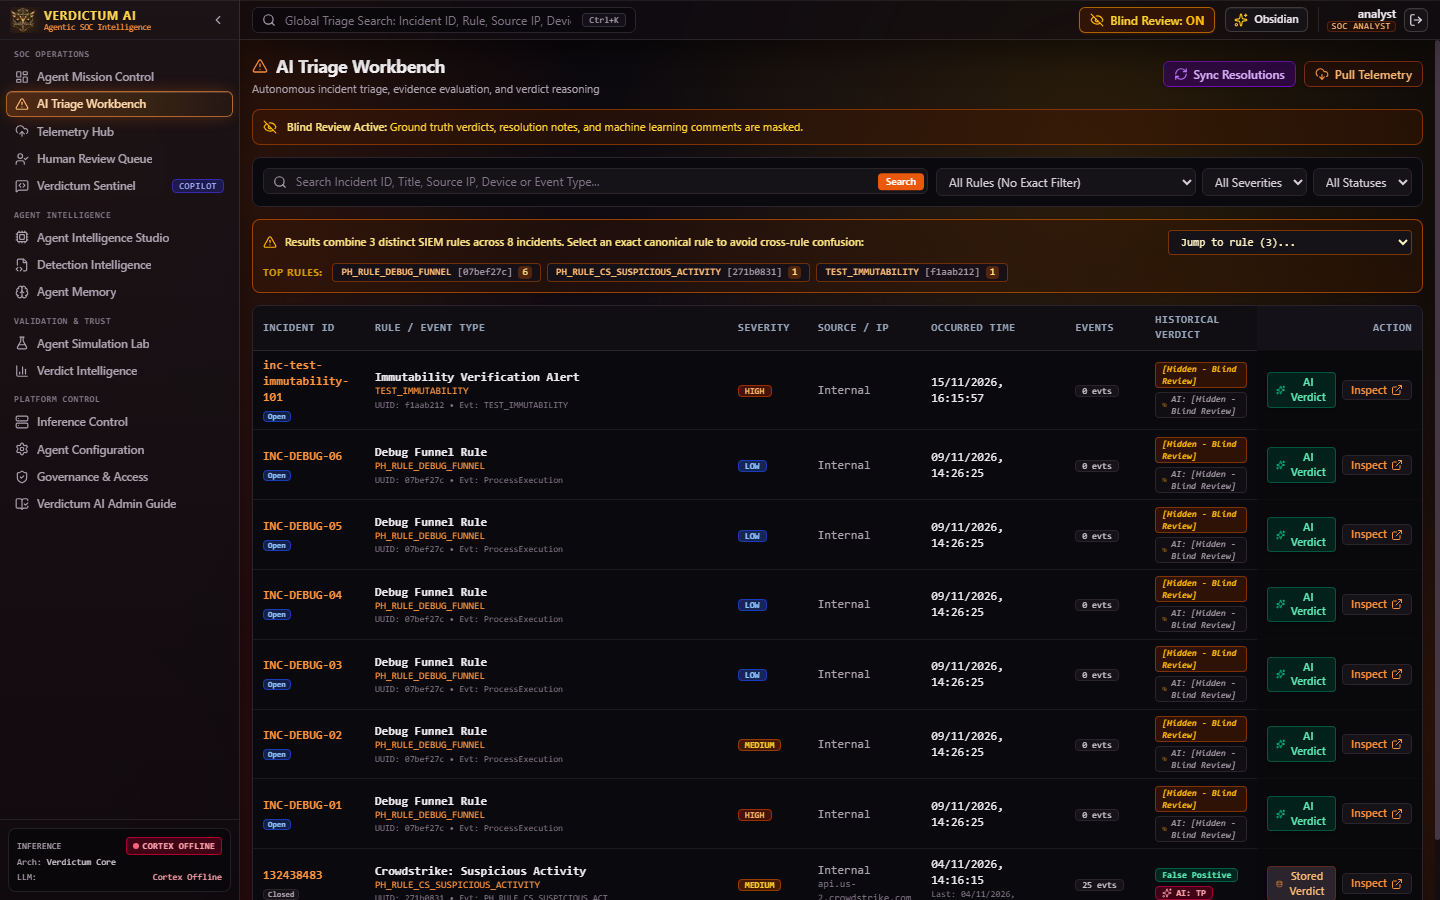 VERDICTUM AI
Agentic SOC Intelligence
Global Triage Search: Incident ID, Rule, Source IP, Devic
Ctrl+K
Blind Review: ON
Obsidian
analyst
SOC ANALYST
SOC OPERATIONS
Agent Mission Control
AI Triage Workbench
Telemetry Hub
Human Review Queue
Verdictum Sentinel
COPILOT
AGENT INTELLIGENCE
Agent Intelligence Studio
Detection Intelligence
Agent Memory
VALIDATION & TRUST
Agent Simulation Lab
Verdict Intelligence
PLATFORM CONTROL
Inference Control
Agent Configuration
Governance & Access
Verdictum AI Admin Guide
INFERENCE
CORTEX OFFLINE
Arch: Verdictum Core
LLM:
Cortex Offline
AI Triage Workbench
Autonomous incident triage, evidence evaluation, and verdict reasoning
Sync Resolutions
Pull Telemetry
Blind Review Active: Ground truth verdicts, resolution notes, and machine learning comments are masked.
Search Incident ID, Title, Source IP, Device or Event Type...
Search
All Rules (No Exact Filter)
All Severities
All Statuses
Results combine 3 distinct SIEM rules across 8 incidents. Select an exact canonical rule to avoid cross-rule confusion:
Jump to rule (3)...
TOP RULES:
PH_RULE_DEBUG_FUNNEL [07bef27c] 6
PH_RULE_CS_SUSPICIOUS_ACTIVITY [271b0831] 1
TEST_IMMUTABILITY [f1aab212] 1
INCIDENT ID
RULE / EVENT TYPE
SEVERITY
SOURCE / IP
OCCURRED TIME
EVENTS
HISTORICAL
VERDICT
ACTION
inc-test-
immutability-
101
Open
Immutability Verification Alert
TEST_IMMUTABILITY
UUID: f1aab212 • Evt: TEST_IMMUTABILITY
HIGH
Internal
15/11/2026,
16:15:57
0 evts
[Hidden - Blind
Review]
AI: [Hidden -
Blind Review]
AI
Verdict
Inspect
INC-DEBUG-06
Open
Debug Funnel Rule
PH_RULE_DEBUG_FUNNEL
UUID: 07bef27c • Evt: ProcessExecution
LOW
Internal
09/11/2026,
14:26:25
0 evts
[Hidden - Blind
Review]
AI: [Hidden -
Blind Review]
AI
Verdict
Inspect
INC-DEBUG-05
Open
Debug Funnel Rule
PH_RULE_DEBUG_FUNNEL
UUID: 07bef27c • Evt: ProcessExecution
LOW
Internal
09/11/2026,
14:26:25
0 evts
[Hidden - Blind
Review]
AI: [Hidden -
Blind Review]
AI
Verdict
Inspect
INC-DEBUG-04
Open
Debug Funnel Rule
PH_RULE_DEBUG_FUNNEL
UUID: 07bef27c • Evt: ProcessExecution
LOW
Internal
09/11/2026,
14:26:25
0 evts
[Hidden - Blind
Review]
AI: [Hidden -
Blind Review]
AI
Verdict
Inspect
INC-DEBUG-03
Open
Debug Funnel Rule
PH_RULE_DEBUG_FUNNEL
UUID: 07bef27c • Evt: ProcessExecution
LOW
Internal
09/11/2026,
14:26:25
0 evts
[Hidden - Blind
Review]
AI: [Hidden -
Blind Review]
AI
Verdict
Inspect
INC-DEBUG-02
Open
Debug Funnel Rule
PH_RULE_DEBUG_FUNNEL
UUID: 07bef27c • Evt: ProcessExecution
MEDIUM
Internal
09/11/2026,
14:26:25
0 evts
[Hidden - Blind
Review]
AI: [Hidden -
Blind Review]
AI
Verdict
Inspect
INC-DEBUG-01
Open
Debug Funnel Rule
PH_RULE_DEBUG_FUNNEL
UUID: 07bef27c • Evt: ProcessExecution
HIGH
Internal
09/11/2026,
14:26:25
0 evts
[Hidden - Blind
Review]
AI: [Hidden -
Blind Review]
AI
Verdict
Inspect
132438483
Closed
Crowdstrike: Suspicious Activity
PH_RULE_CS_SUSPICIOUS_ACTIVITY
UUID: 271b0831 • Evt: PH_RULE_CS_SUSPICIOUS_ACT
MEDIUM
Internal
api.us-
2.crowdstrike.com
04/11/2026,
14:16:15
Last: 04/11/2026,
25 evts
False Positive
AI: TP
Stored
Verdict
Inspect